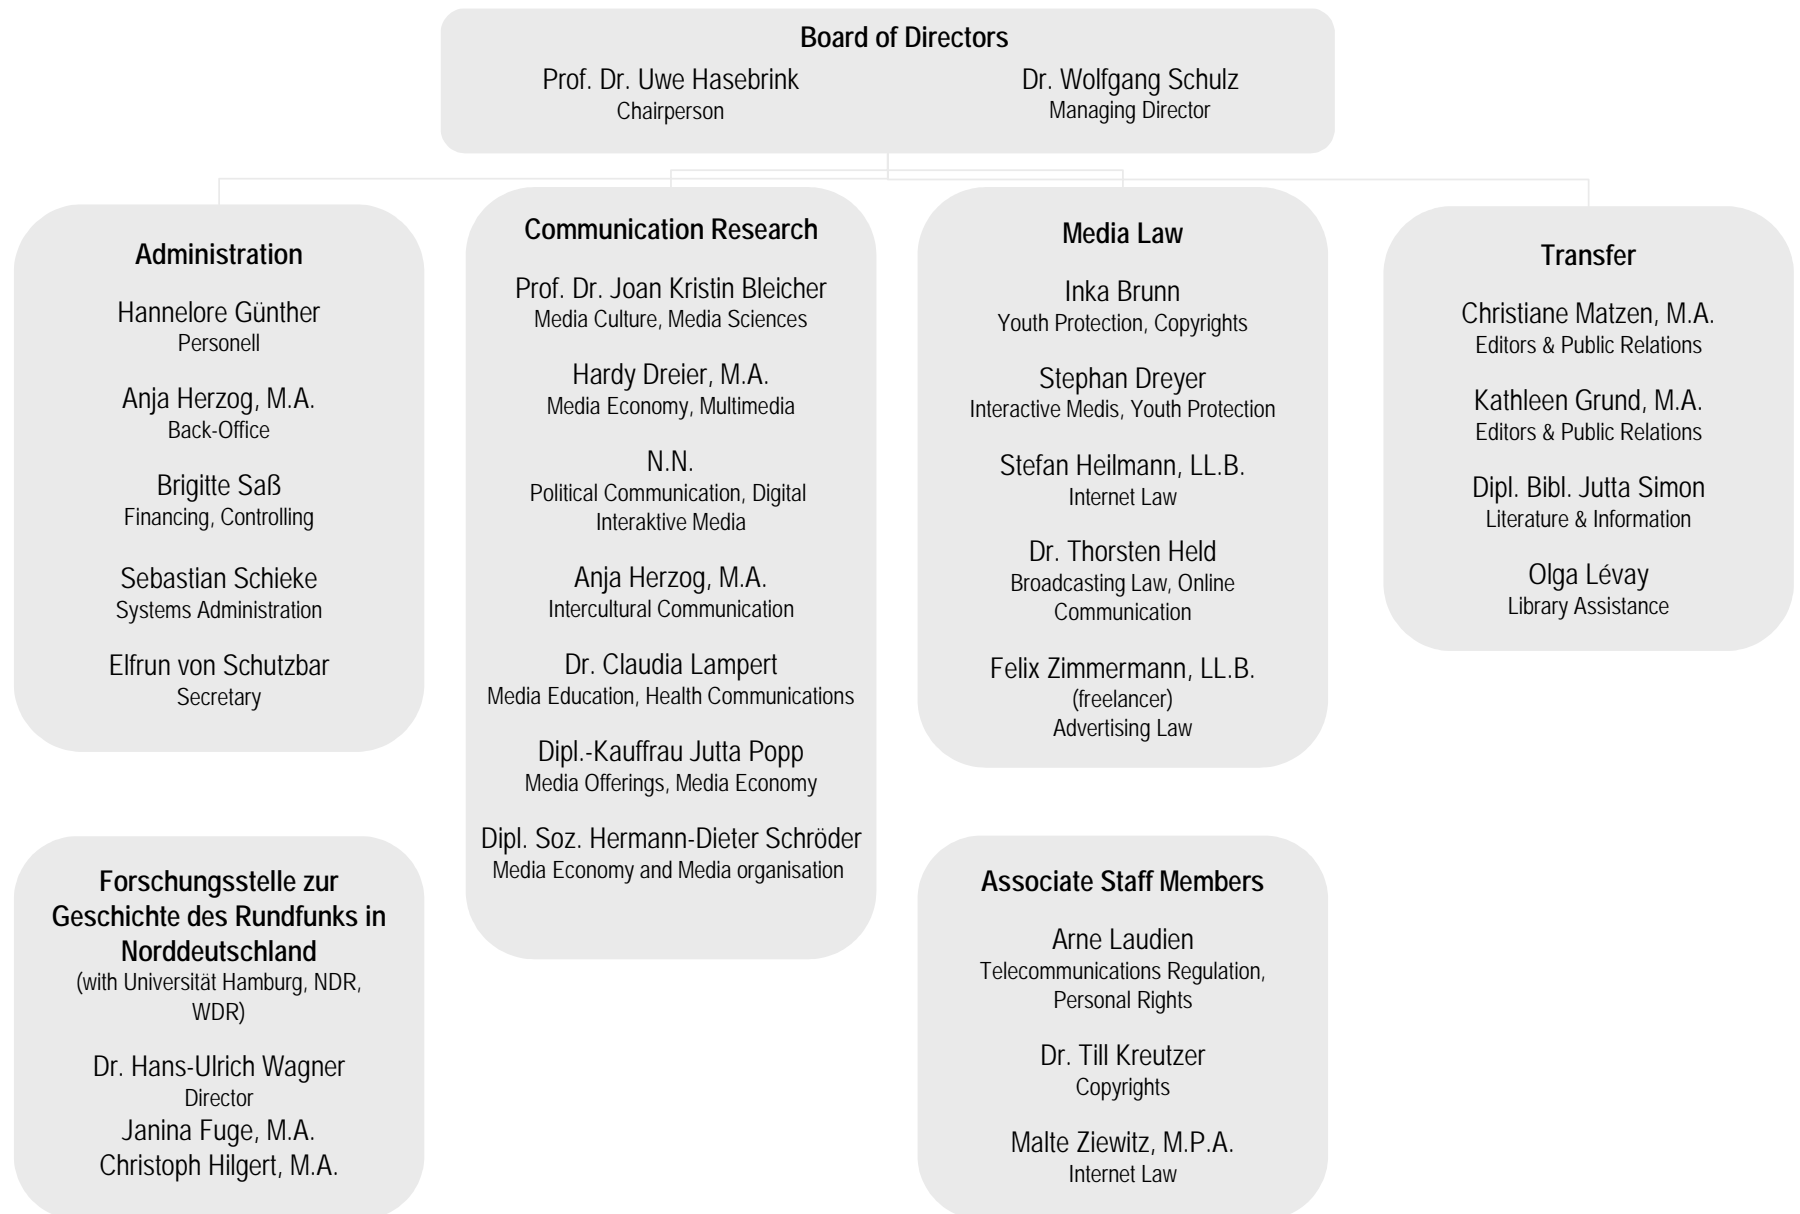 Board of Directors
Prof. Dr. Uwe Hasebrink
Chairperson
Dr. Wolfgang Schulz
Managing Director
Administration
Hannelore Günther
Personell
Anja Herzog, M.A.
Back-Office
Brigitte Saß
Financing, Controlling
Sebastian Schieke
Systems Administration
Elfrun von Schutzbar
Secretary
Communication Research
Prof. Dr. Joan Kristin Bleicher
Media Culture, Media Sciences
Hardy Dreier, M.A.
Media Economy, Multimedia
N.N.
Political Communication, Digital
Interaktive Media
Anja Herzog, M.A.
Intercultural Communication
Dr. Claudia Lampert
Media Education, Health Communications
Dipl.-Kauffrau Jutta Popp
Media Offerings, Media Economy
Dipl. Soz. Hermann-Dieter Schröder
Media Economy and Media organisation
Media Law
Inka Brunn
Youth Protection, Copyrights
Stephan Dreyer
Interactive Medis, Youth Protection
Stefan Heilmann, LL.B.
Internet Law
Dr. Thorsten Held
Broadcasting Law, Online
Communication
Felix Zimmermann, LL.B.
(freelancer)
Advertising Law
Transfer
Christiane Matzen, M.A.
Editors & Public Relations
Kathleen Grund, M.A.
Editors & Public Relations
Dipl. Bibl. Jutta Simon
Literature & Information
Olga Lévay
Library Assistance
Forschungsstelle zur
Geschichte des Rundfunks in
Norddeutschland
(with Universität Hamburg, NDR,
WDR)
Dr. Hans-Ulrich Wagner
Director
Janina Fuge, M.A.
Christoph Hilgert, M.A.
Associate Staff Members
Arne Laudien
Telecommunications Regulation,
Personal Rights
Dr. Till Kreutzer
Copyrights
Malte Ziewitz, M.P.A.
Internet Law